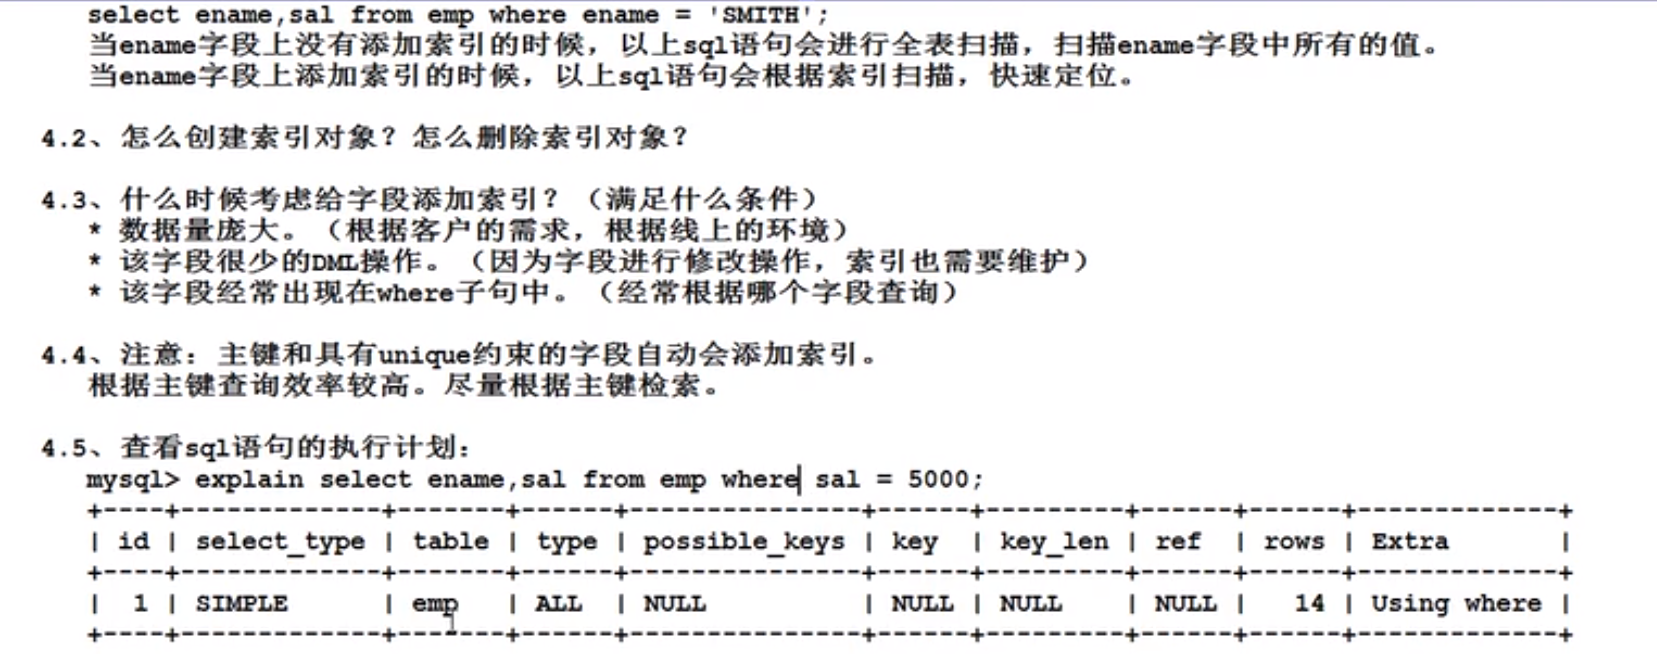 select ename,sal from emp where ename = 'SMITH';
当ename字段上没有添加索引的时候，以上sql语句会进行全表扫描，扫描ename字段中所有的值。
当ename字段上添加索引的时候，以上sql语句会根据索引扫描，快速定位。
4.2、怎么创建索引对象？怎么删除索引对象？
4.3、什么时候考虑给字段添加索引？（满足什么条件）
* 数据量庞大。（根据客户的需求，根据线上的环境）
* 该字段很少的DML操作。（因为字段进行修改操作，索引也需要维护）
* 该字段经常出现在where子句中。（经常根据哪个字段查询）
4.4、注意：主键和具有unique约束的字段自动会添加索引。
根据主键查询效率较高。尽量根据主键检索。
4.5、查看sql语句的执行计划：
mysql> explain select ename,sal from emp where sal = 5000;
+----+-------------+-------+------+---------------+------+---------+------+------+-------------+
| id | select_type | table | type | possible_keys | key  | key_len | ref  | rows | Extra       |
+----+-------------+-------+------+---------------+------+---------+------+------+-------------+
|  1 | SIMPLE      | emp   | ALL  | NULL          | NULL | NULL    | NULL |   14 | Using where |
+----+-------------+-------+------+---------------+------+---------+------+------+-------------+